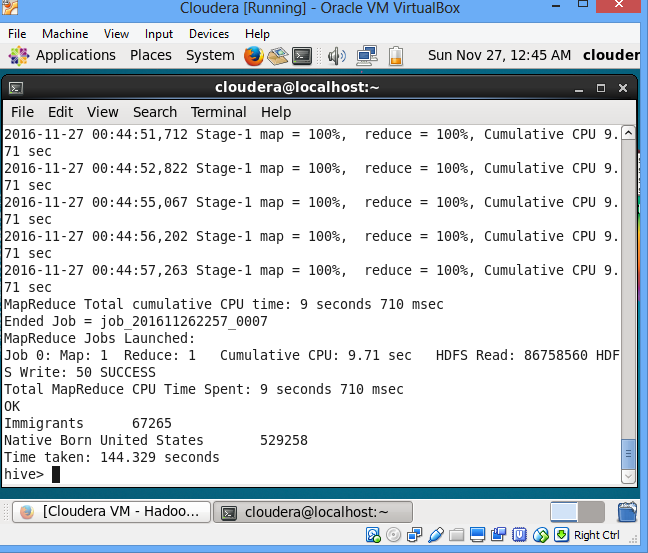 Cloudera [Running] - Oracle VM VirtualBox
File Machine View Input Devices Help
Applications Places System Sun Nov 27, 12:45 AM clouder
cloudera@localhost:~
File Edit View Search Terminal Help
2016-11-27 00:44:51,712 Stage-1 map = 100%,  reduce = 100%, Cumulative CPU 9.
71 sec
2016-11-27 00:44:52,822 Stage-1 map = 100%,  reduce = 100%, Cumulative CPU 9.
71 sec
2016-11-27 00:44:55,067 Stage-1 map = 100%,  reduce = 100%, Cumulative CPU 9.
71 sec
2016-11-27 00:44:56,202 Stage-1 map = 100%,  reduce = 100%, Cumulative CPU 9.
71 sec
2016-11-27 00:44:57,263 Stage-1 map = 100%,  reduce = 100%, Cumulative CPU 9.
71 sec
MapReduce Total cumulative CPU time: 9 seconds 710 msec
Ended Job = job_201611262257_0007
MapReduce Jobs Launched:
Job 0: Map: 1  Reduce: 1   Cumulative CPU: 9.71 sec   HDFS Read: 86758560 HDF
S Write: 50 SUCCESS
Total MapReduce CPU Time Spent: 9 seconds 710 msec
OK
Immigrants      67265
Native Born United States       529258
Time taken: 144.329 seconds
hive>
[Cloudera VM - Hadoo... cloudera@localhost:~
Right Ctrl